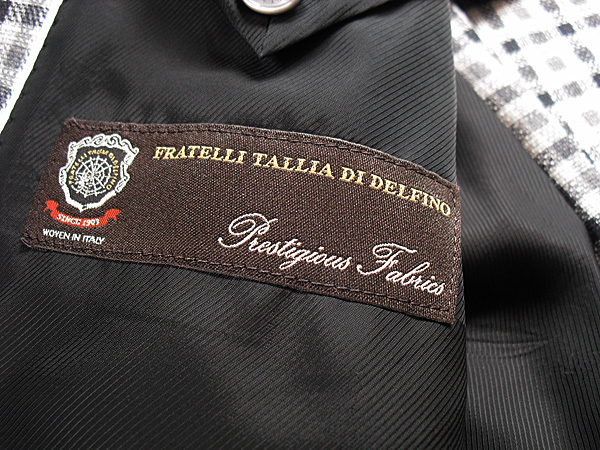 FRATELLI TALLIA DI DELFINO
Prestigious Fabrics
SINCE 1903
WOVEN IN ITALY